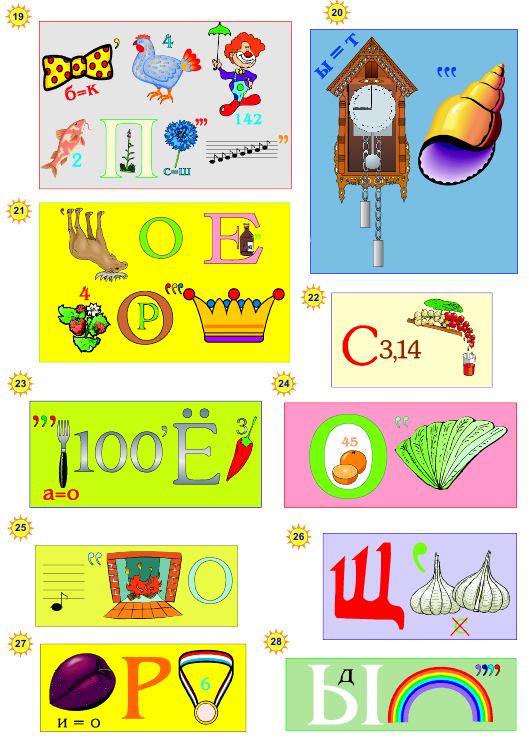 19
4
б=к
142
2
П
с=ш
20
ы = т
21
О
Е
4
О
Р
22
С3,14
23
100
Ё
3
а=о
24
О
45
25
О
26
Щ
с
27
Р
6
и = о
28
Ы
д